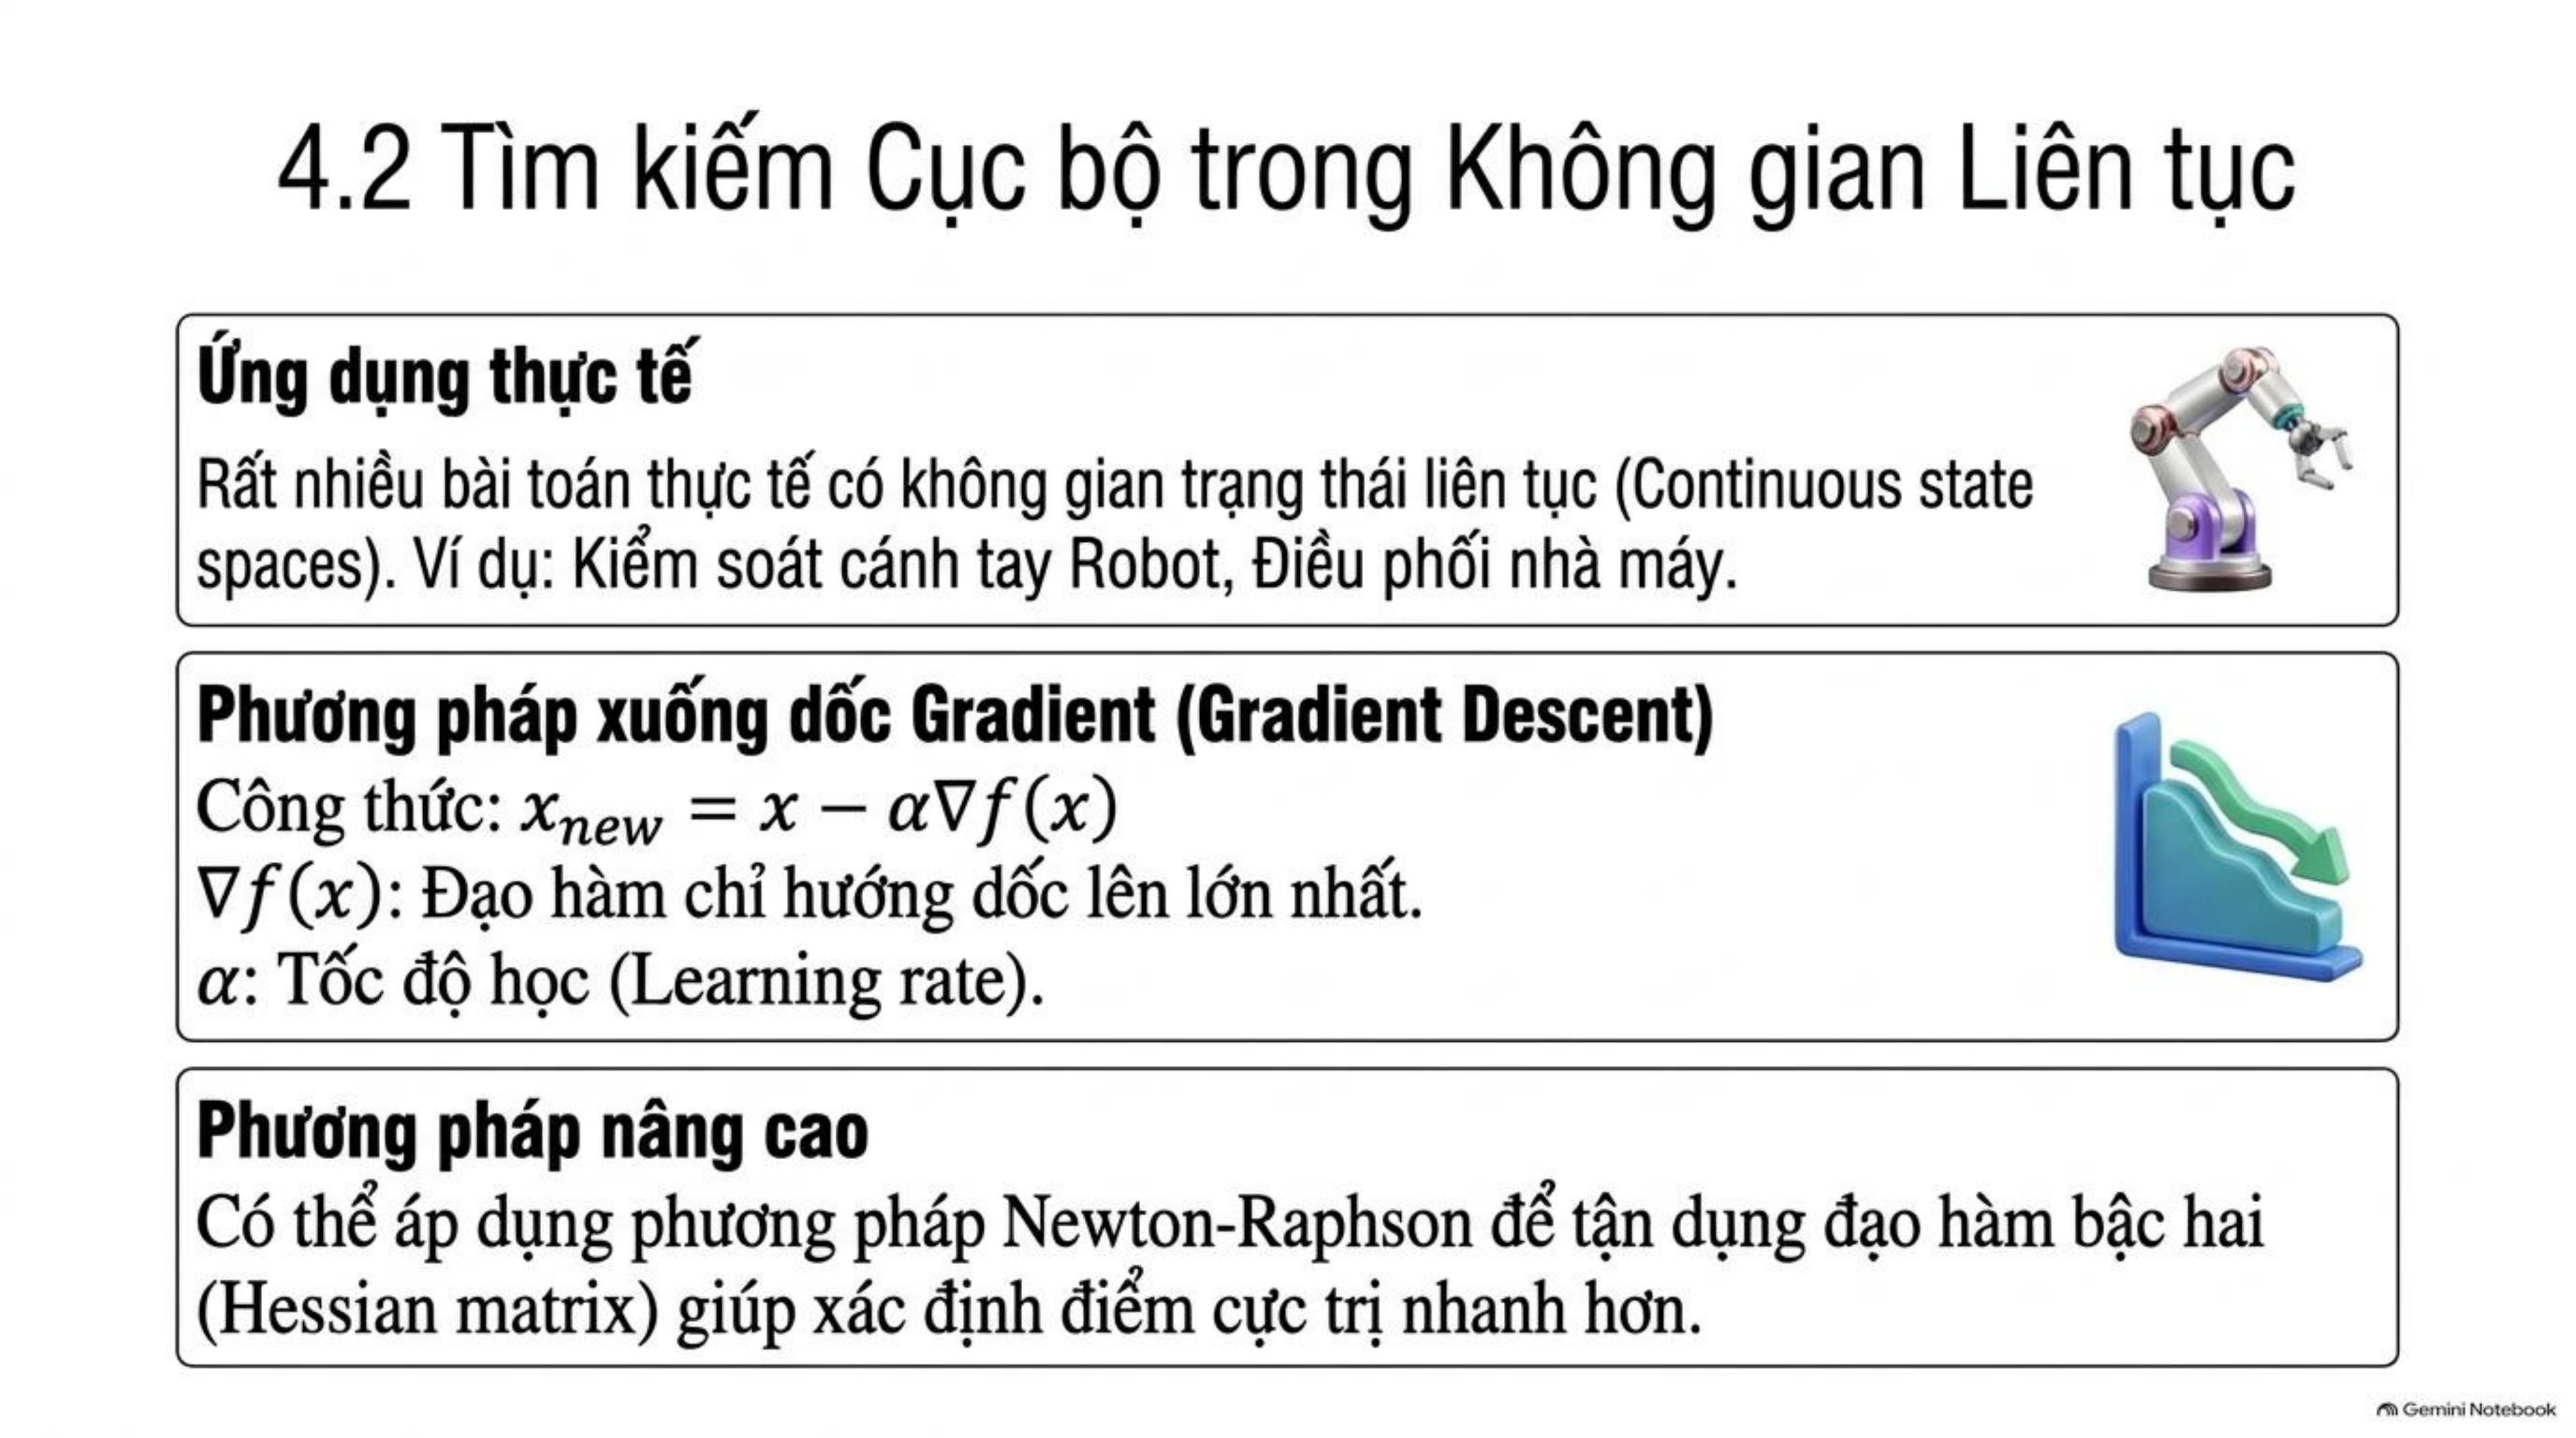 4.2 Tìm kiếm Cục bộ trong Không gian Liên tục
Ứng dụng thực tế
Rất nhiều bài toán thực tế có không gian trạng thái liên tục (Continuous state
spaces). Ví dụ: Kiểm soát cánh tay Robot, Điều phối nhà máy.
Phương pháp xuống dốc Gradient (Gradient Descent)
Công thức: x_new = x − α∇f(x)
∇f(x): Đạo hàm chỉ hướng dốc lên lớn nhất.
α: Tốc độ học (Learning rate).
Phương pháp nâng cao
Có thể áp dụng phương pháp Newton-Raphson để tận dụng đạo hàm bậc hai
(Hessian matrix) giúp xác định điểm cực trị nhanh hơn.
Gemini Notebook